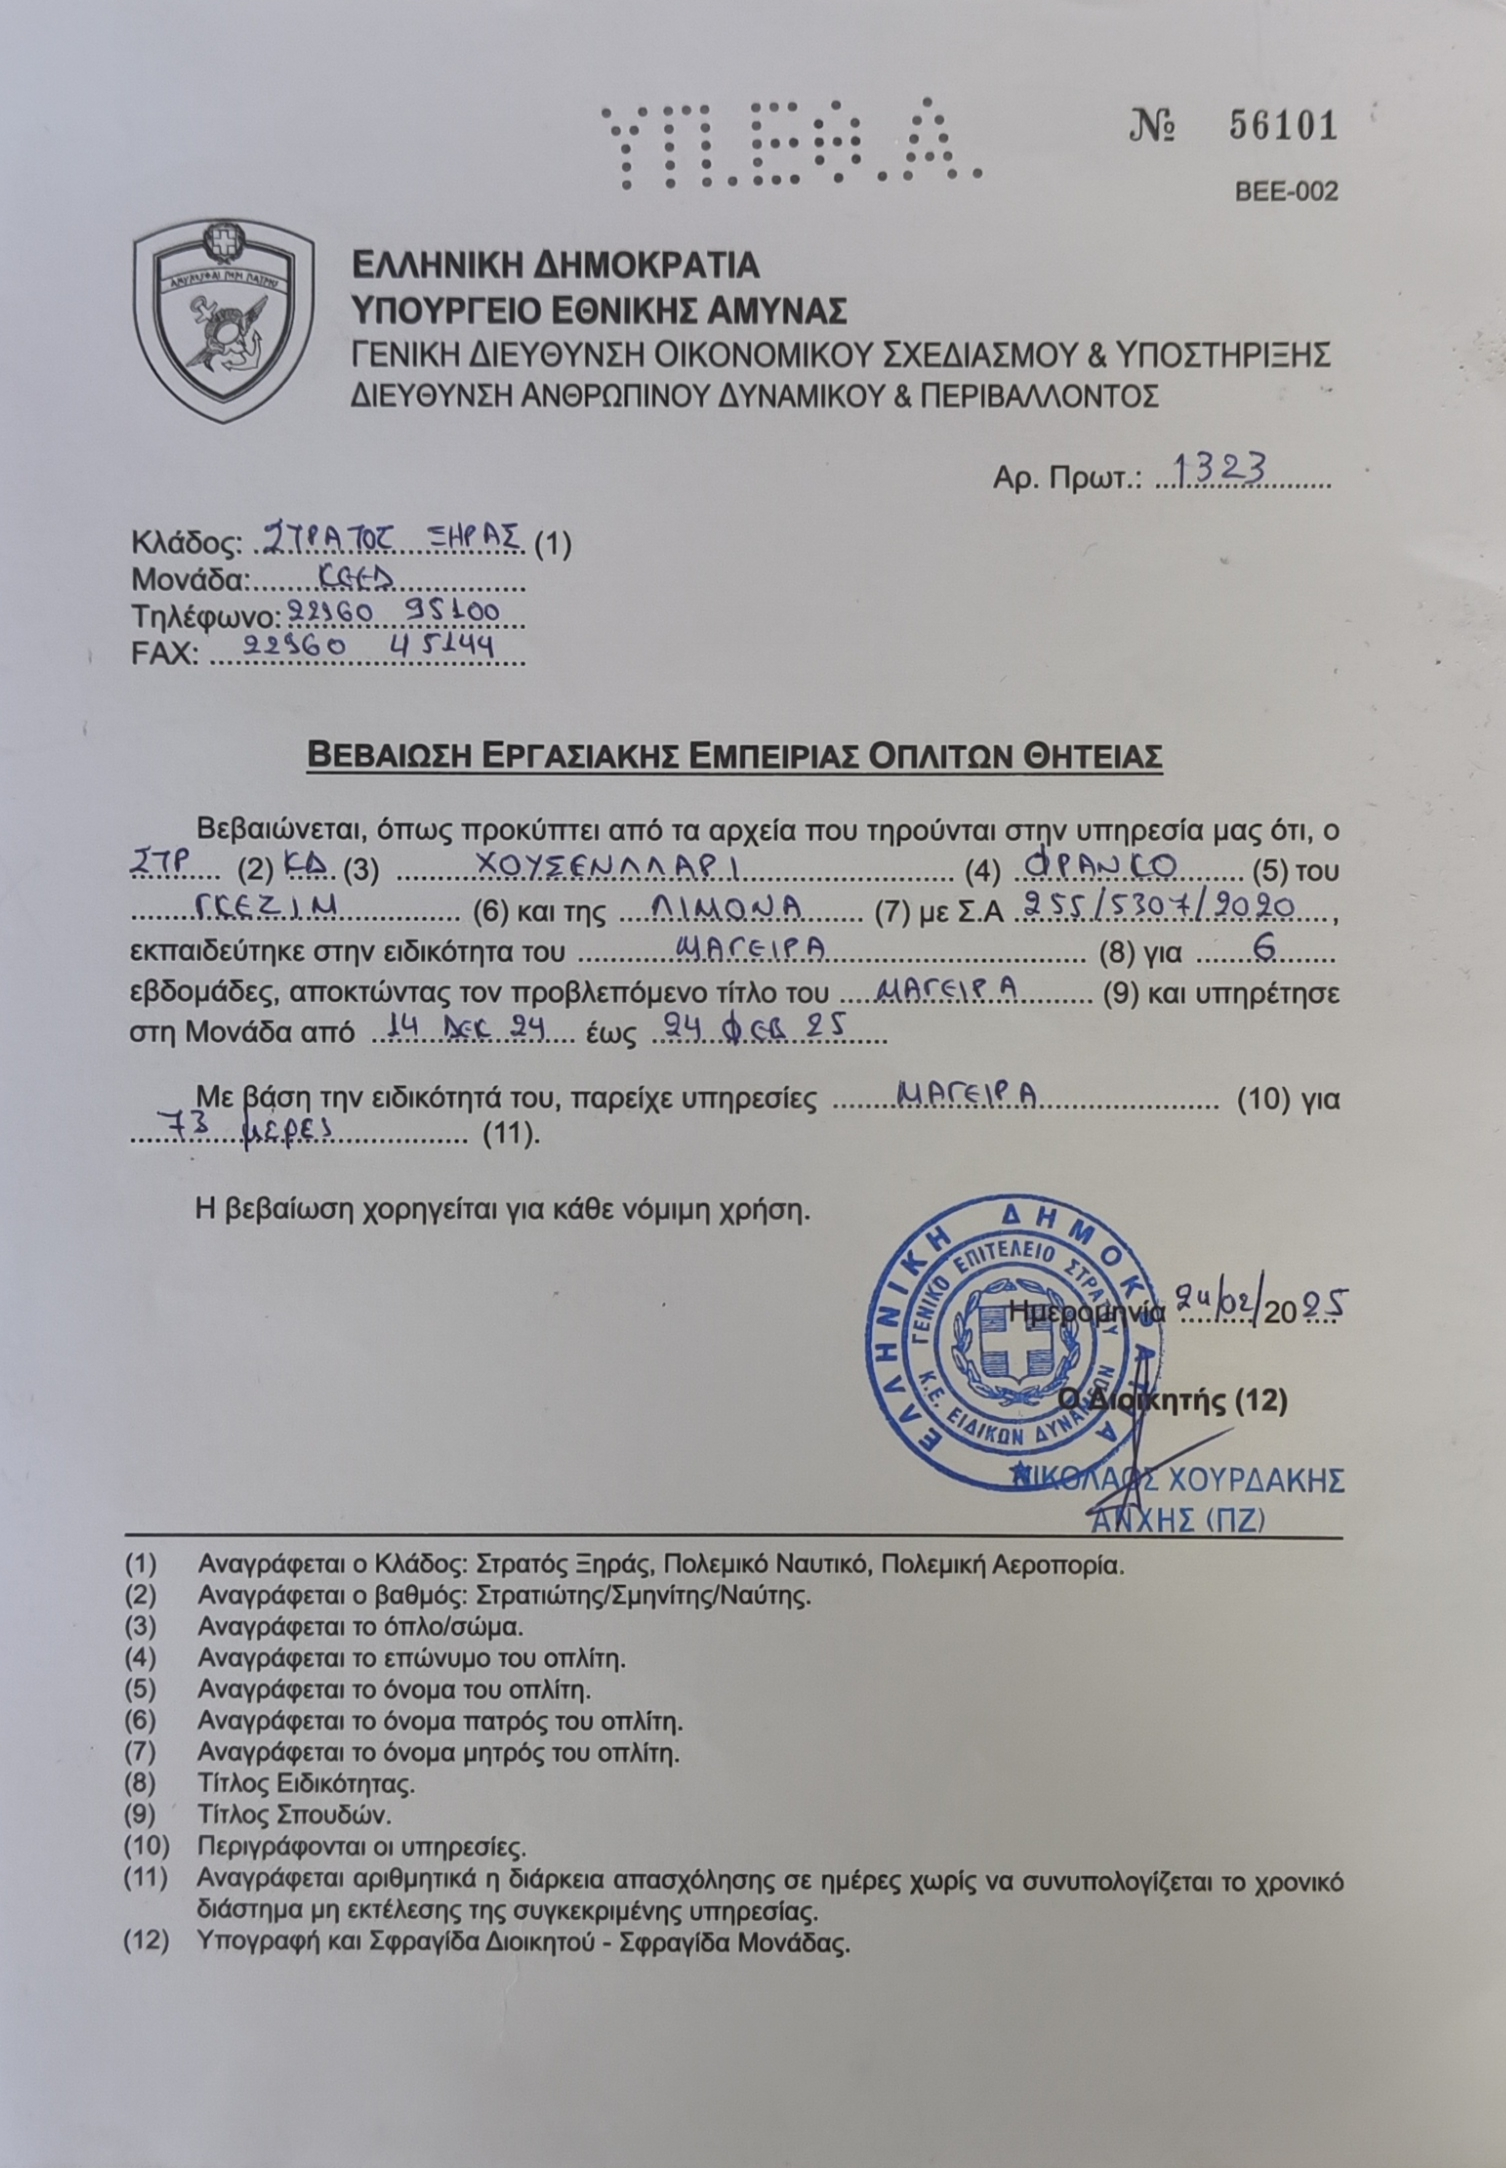 ΥΠ.ΕΘ.Α.
№ 56101
ΒΕΕ-002
ΑΜΥΝΕΣΘΑΙ ΠΕΡΙ ΠΑΤΡΗΣ
ΕΛΛΗΝΙΚΗ ΔΗΜΟΚΡΑΤΙΑ
ΥΠΟΥΡΓΕΙΟ ΕΘΝΙΚΗΣ ΑΜΥΝΑΣ
ΓΕΝΙΚΗ ΔΙΕΥΘΥΝΣΗ ΟΙΚΟΝΟΜΙΚΟΥ ΣΧΕΔΙΑΣΜΟΥ & ΥΠΟΣΤΗΡΙΞΗΣ
ΔΙΕΥΘΥΝΣΗ ΑΝΘΡΩΠΙΝΟΥ ΔΥΝΑΜΙΚΟΥ & ΠΕΡΙΒΑΛΛΟΝΤΟΣ
Αρ. Πρωτ.: 1323
Κλάδος: ΣΤΡΑΤΟΣ ΞΗΡΑΣ (1)
Μονάδα: ΚΕΕΔ
Τηλέφωνο: 22960 95100
FAX: 22960 45144
ΒΕΒΑΙΩΣΗ ΕΡΓΑΣΙΑΚΗΣ ΕΜΠΕΙΡΙΑΣ ΟΠΛΙΤΩΝ ΘΗΤΕΙΑΣ
Βεβαιώνεται, όπως προκύπτει από τα αρχεία που τηρούνται στην υπηρεσία μας ότι, ο
ΣΤΡ (2) ΚΔ (3) ΧΟΥΣΕΝΛΛΑΡΙ (4) ΦΡΑΝΚΟ (5) του
ΓΚΕΖΙΜ (6) και της ΛΙΜΟΝΑ (7) με Σ.Α 255/5307/2020,
εκπαιδεύτηκε στην ειδικότητα του ΜΑΓΕΙΡΑ (8) για 6
εβδομάδες, αποκτώντας τον προβλεπόμενο τίτλο του ΜΑΓΕΙΡΑ (9) και υπηρέτησε
στη Μονάδα από 14 ΔΕΚ 24 έως 24 ΦΕΒ 25
Με βάση την ειδικότητά του, παρείχε υπηρεσίες ΜΑΓΕΙΡΑ (10) για
73 μερες (11).
Η βεβαίωση χορηγείται για κάθε νόμιμη χρήση.
ΕΛΛΗΝΙΚΗ ΔΗΜΟΚΡΑΤΙΑ
ΓΕΝΙΚΟ ΕΠΙΤΕΛΕΙΟ ΣΤΡΑΤΟΥ
Κ.Ε. ΕΙΔΙΚΩΝ ΔΥΝΑΜΕΩΝ
Ημερομηνία 24/02/2025
Ο Διοικητής (12)
ΝΙΚΟΛΑΟΣ ΧΟΥΡΔΑΚΗΣ
ΑΝΧΗΣ (ΠΖ)
(1) Αναγράφεται ο Κλάδος: Στρατός Ξηράς, Πολεμικό Ναυτικό, Πολεμική Αεροπορία.
(2) Αναγράφεται ο βαθμός: Στρατιώτης/Σμηνίτης/Ναύτης.
(3) Αναγράφεται το όπλο/σώμα.
(4) Αναγράφεται το επώνυμο του οπλίτη.
(5) Αναγράφεται το όνομα του οπλίτη.
(6) Αναγράφεται το όνομα πατρός του οπλίτη.
(7) Αναγράφεται το όνομα μητρός του οπλίτη.
(8) Τίτλος Ειδικότητας.
(9) Τίτλος Σπουδών.
(10) Περιγράφονται οι υπηρεσίες.
(11) Αναγράφεται αριθμητικά η διάρκεια απασχόλησης σε ημέρες χωρίς να συνυπολογίζεται το χρονικό
διάστημα μη εκτέλεσης της συγκεκριμένης υπηρεσίας.
(12) Υπογραφή και Σφραγίδα Διοικητού - Σφραγίδα Μονάδας.